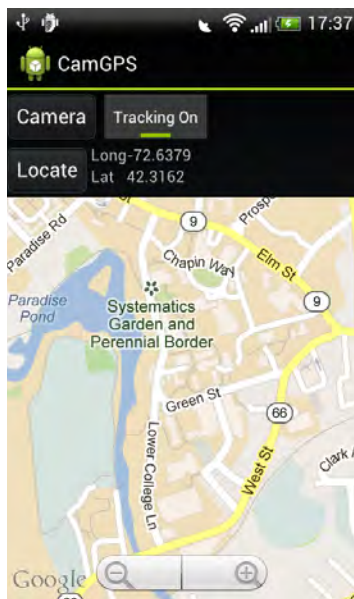 17:37
CamGPS
Camera
Tracking On
Locate
Long-72.6379
Lat 42.3162
Paradise Rd
St
9
Prosp
Chapin Way
Elm St
Paradise
Pond
9
Systematics
Garden and
Perennial Border
Green St
66
Lower College Ln
West St
Clark A
Google